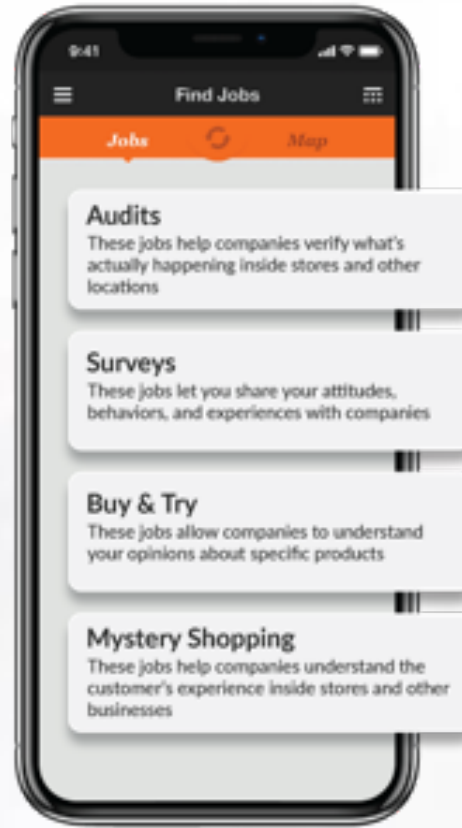 9:41
Find Jobs
Jobs
Map
Audits
These jobs help companies verify what's
actually happening inside stores and other
locations
Surveys
These jobs let you share your attitudes,
behaviors, and experiences with companies
Buy & Try
These jobs allow companies to understand
your opinions about specific products
Mystery Shopping
These jobs help companies understand the
customer's experience inside stores and other
businesses